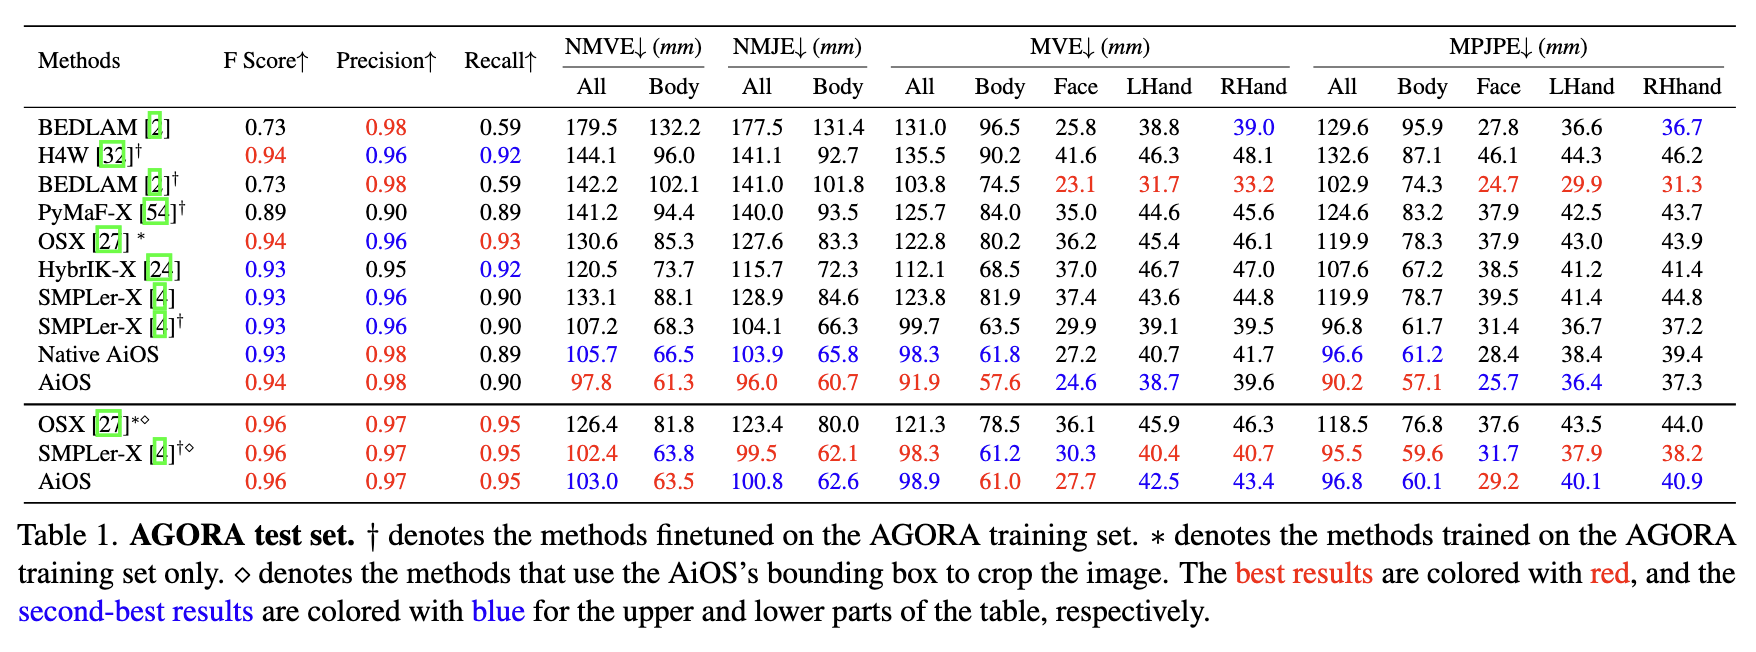 Methods F Score↑ Precision↑ Recall↑ NMVE↓ (mm) NMJE↓ (mm) MVE↓ (mm) MPJPE↓ (mm)
All Body All Body All Body Face LHand RHand All Body Face LHand RHhand
BEDLAM [2] 0.73 0.98 0.59 179.5 132.2 177.5 131.4 131.0 96.5 25.8 38.8 39.0 129.6 95.9 27.8 36.6 36.7
H4W [32]† 0.94 0.96 0.92 144.1 96.0 141.1 92.7 135.5 90.2 41.6 46.3 48.1 132.6 87.1 46.1 44.3 46.2
BEDLAM [2]† 0.73 0.98 0.59 142.2 102.1 141.0 101.8 103.8 74.5 23.1 31.7 33.2 102.9 74.3 24.7 29.9 31.3
PyMaF-X [54]† 0.89 0.90 0.89 141.2 94.4 140.0 93.5 125.7 84.0 35.0 44.6 45.6 124.6 83.2 37.9 42.5 43.7
OSX [27] * 0.94 0.96 0.93 130.6 85.3 127.6 83.3 122.8 80.2 36.2 45.4 46.1 119.9 78.3 37.9 43.0 43.9
HybrIK-X [24] 0.93 0.95 0.92 120.5 73.7 115.7 72.3 112.1 68.5 37.0 46.7 47.0 107.6 67.2 38.5 41.2 41.4
SMPLer-X [4] 0.93 0.96 0.90 133.1 88.1 128.9 84.6 123.8 81.9 37.4 43.6 44.8 119.9 78.7 39.5 41.4 44.8
SMPLer-X [4]† 0.93 0.96 0.90 107.2 68.3 104.1 66.3 99.7 63.5 29.9 39.1 39.5 96.8 61.7 31.4 36.7 37.2
Native AiOS 0.93 0.98 0.89 105.7 66.5 103.9 65.8 98.3 61.8 27.2 40.7 41.7 96.6 61.2 28.4 38.4 39.4
AiOS 0.94 0.98 0.90 97.8 61.3 96.0 60.7 91.9 57.6 24.6 38.7 39.6 90.2 57.1 25.7 36.4 37.3
OSX [27]*⋄ 0.96 0.97 0.95 126.4 81.8 123.4 80.0 121.3 78.5 36.1 45.9 46.3 118.5 76.8 37.6 43.5 44.0
SMPLer-X [4]†⋄ 0.96 0.97 0.95 102.4 63.8 99.5 62.1 98.3 61.2 30.3 40.4 40.7 95.5 59.6 31.7 37.9 38.2
AiOS 0.96 0.97 0.95 103.0 63.5 100.8 62.6 98.9 61.0 27.7 42.5 43.4 96.8 60.1 29.2 40.1 40.9
Table 1. AGORA test set. † denotes the methods finetuned on the AGORA training set. * denotes the methods trained on the AGORA
training set only. ⋄ denotes the methods that use the AiOS's bounding box to crop the image. The best results are colored with red, and the
second-best results are colored with blue for the upper and lower parts of the table, respectively.